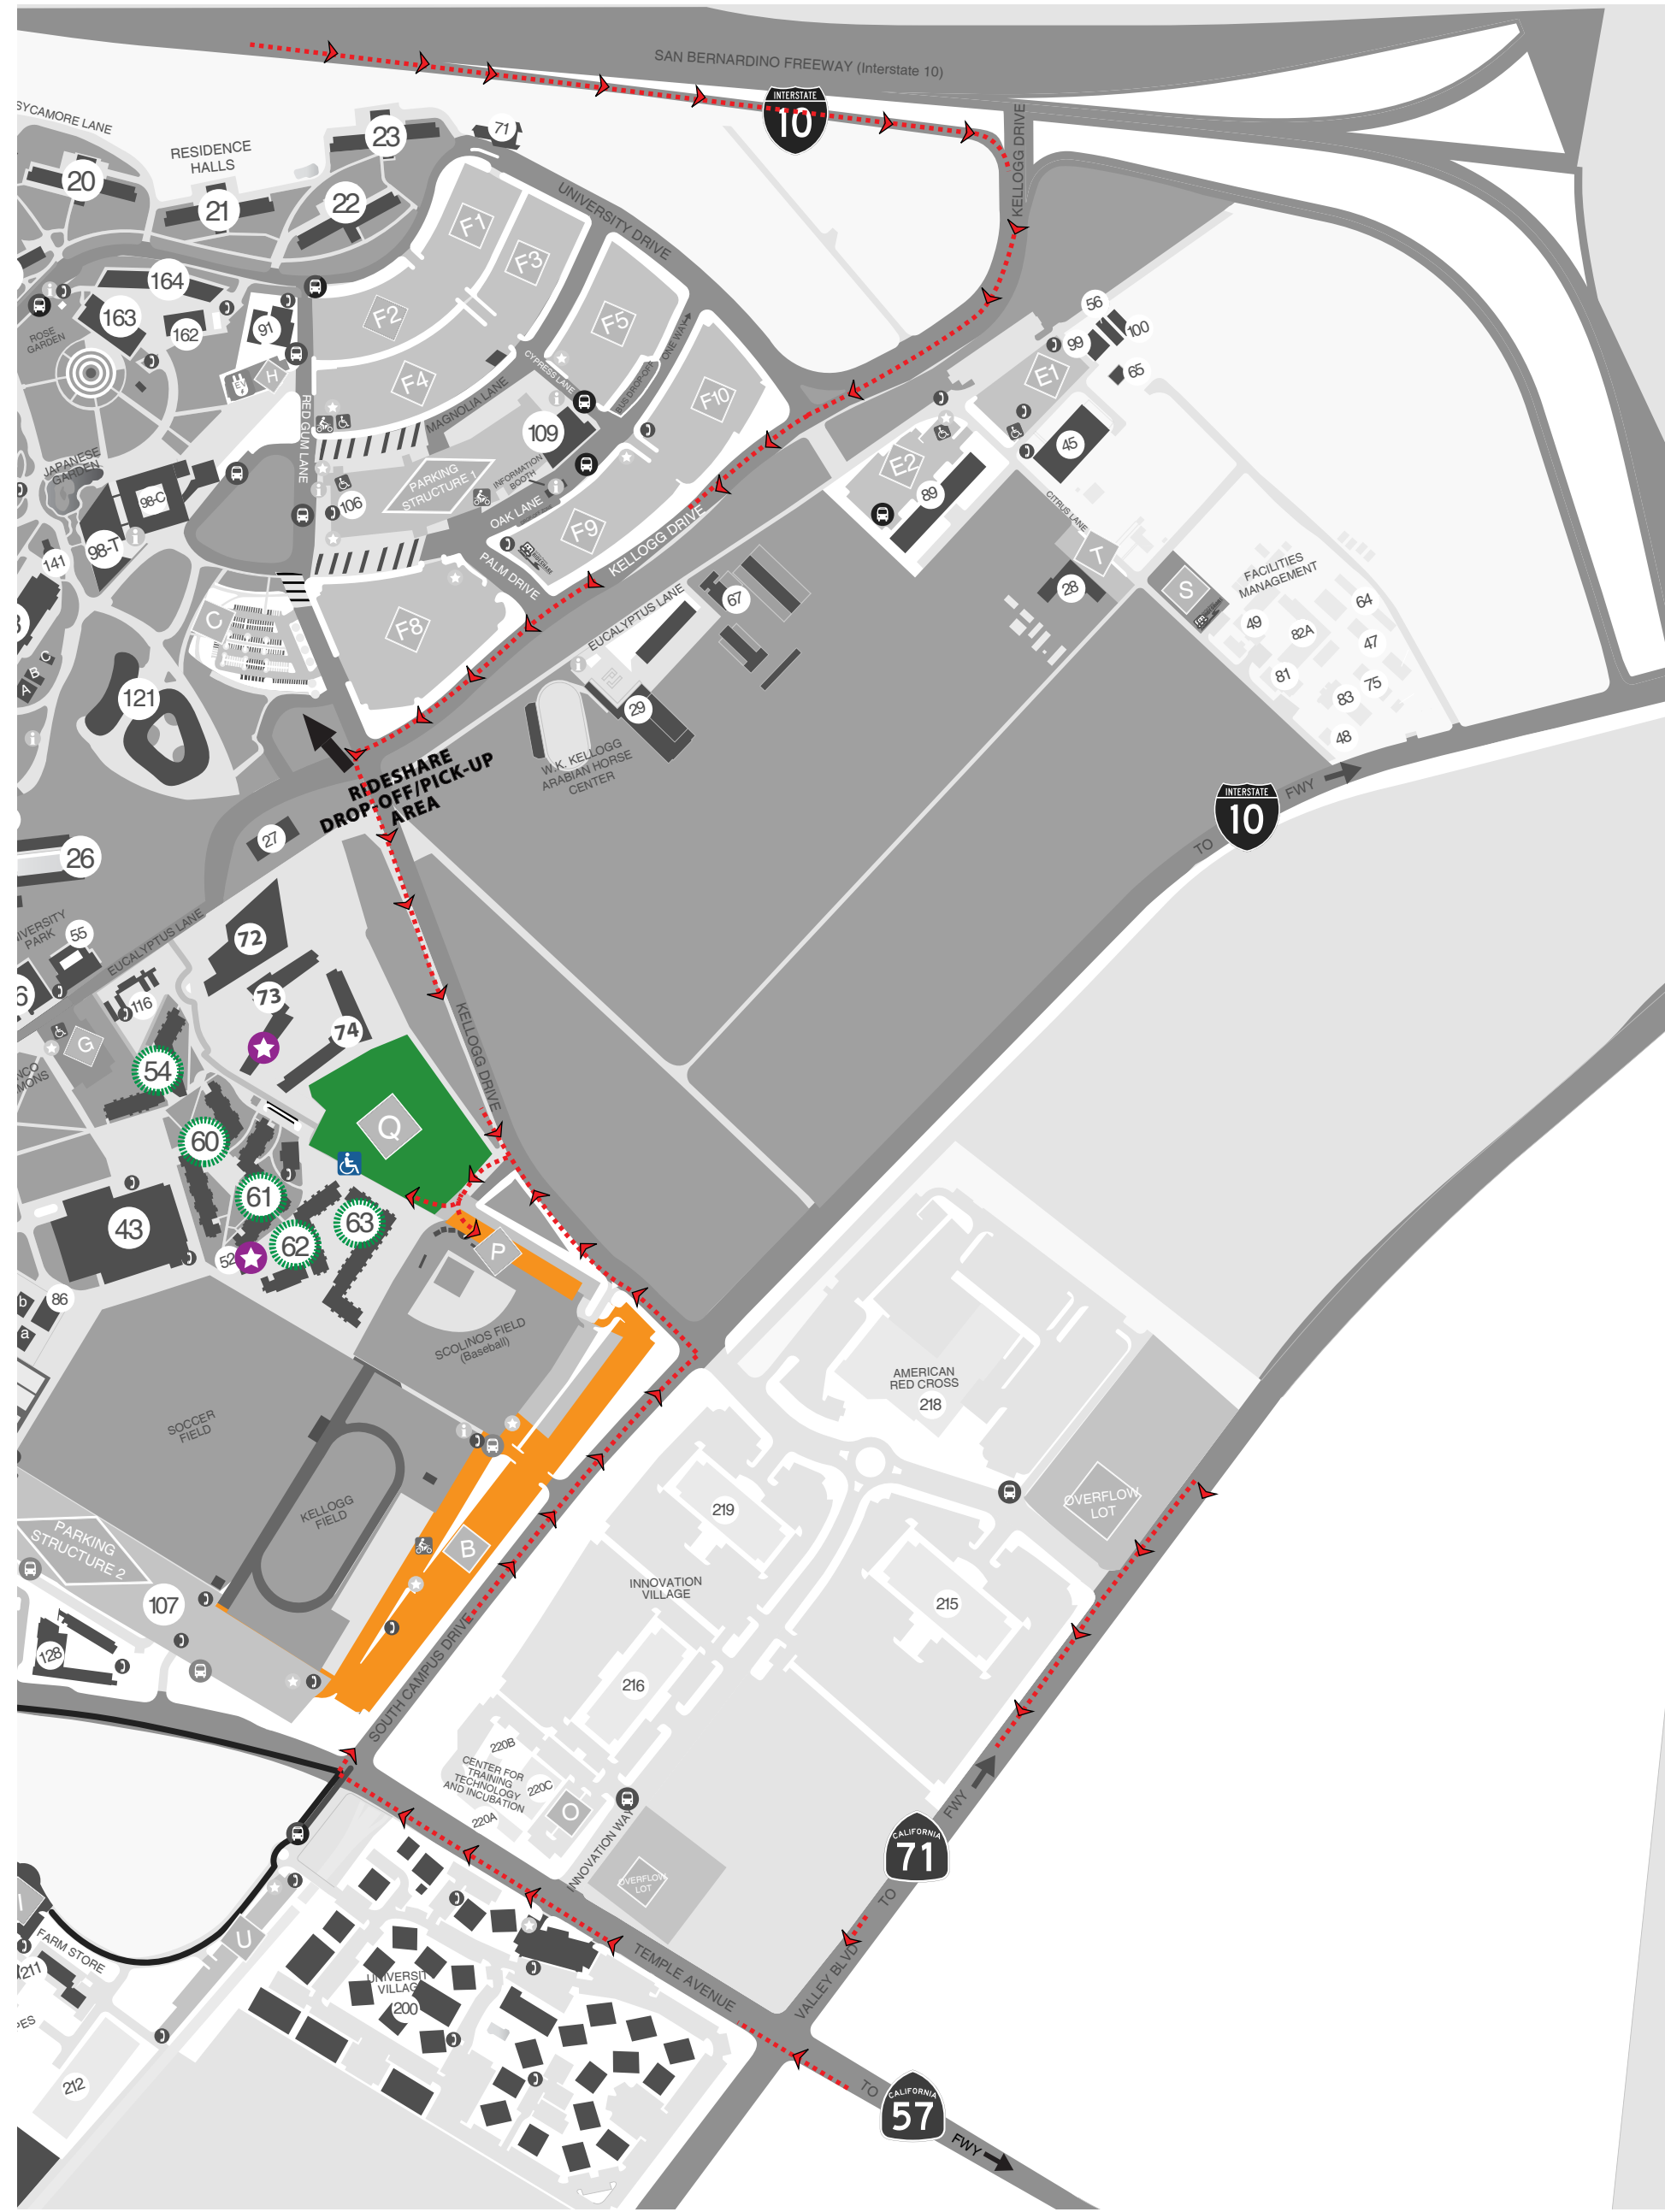 SAN BERNARDINO FREEWAY (Interstate 10)
INTERSTATE
10
KELLOGG DRIVE
SYCAMORE LANE
RESIDENCE
HALLS
23
71
20
21
22
UNIVERSITY DRIVE
F1
F3
F2
F5
F4
F10
164
163
162
91
H
EV
ROSE
GARDEN
56
100
99
E1
65
CYPRESS LANE
BUS DROP-OFF
ONE WAY
MAGNOLIA LANE
RED GUM LANE
109
45
E2
89
JAPANESE
GARDEN
98-C
98-T
PARKING
STRUCTURE 1
INFORMATION
BOOTH
106
OAK LANE
F9
KELLOGG DRIVE
CITRUS LANE
T
28
S
FACILITIES
MANAGEMENT
141
PALM DRIVE
C
F8
EUCALYPTUS LANE
67
49
82A
64
47
81
83
75
48
C
B
A
121
29
W.K. KELLOGG
ARABIAN HORSE
CENTER
RIDESHARE
DROP-OFF/PICK-UP
AREA
INTERSTATE
10
FWY
TO
27
26
EUCALYPTUS LANE
55
72
73
74
116
G
54
60
61
62
63
52
Q
KELLOGG DRIVE
43
P
86
b
a
SCOLINOS FIELD
(Baseball)
SOCCER
FIELD
AMERICAN
RED CROSS
218
KELLOGG
FIELD
B
PARKING
STRUCTURE 2
107
128
SOUTH CAMPUS DRIVE
219
OVERFLOW
LOT
INNOVATION
VILLAGE
215
216
220B
CENTER FOR
TRAINING
TECHNOLOGY
AND INCUBATION
220C
220A
O
INNOVATION WAY
OVERFLOW
LOT
FWY
CALIFORNIA
71
TO
VALLEY BLVD
I
U
FARM STORE
211
UNIVERSIT
VILLAG
200
TEMPLE AVENUE
212
TO
CALIFORNIA
57
FWY